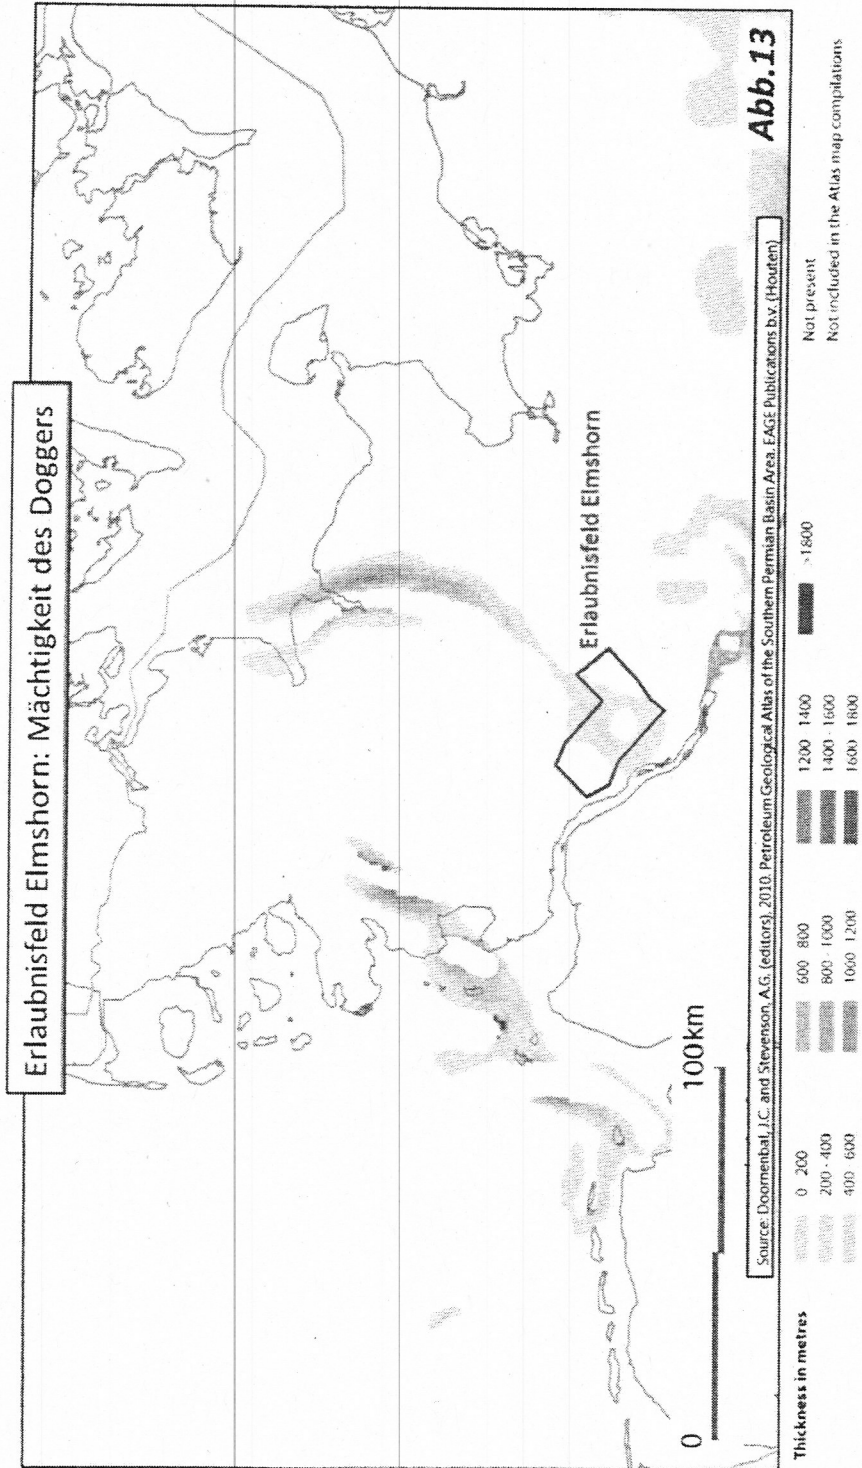 Erlaubnisfeld Elmshorn: Mächtigkeit des Doggers
Erlaubnisfeld Elmshorn
0
100km
Abb.13
Source: Doornenbal, J.C. and Stevenson, A.G. (editors), 2010. Petroleum Geological Atlas of the Southern Permian Basin Area. EAGE Publications b.v. (Houten)
Thickness in metres
0 200
200 - 400
400 600
600 800
800 - 1000
1000 1200
1200 1400
1400 - 1600
1600 1800
>1800
Not present
Not included in the Atlas map compilations